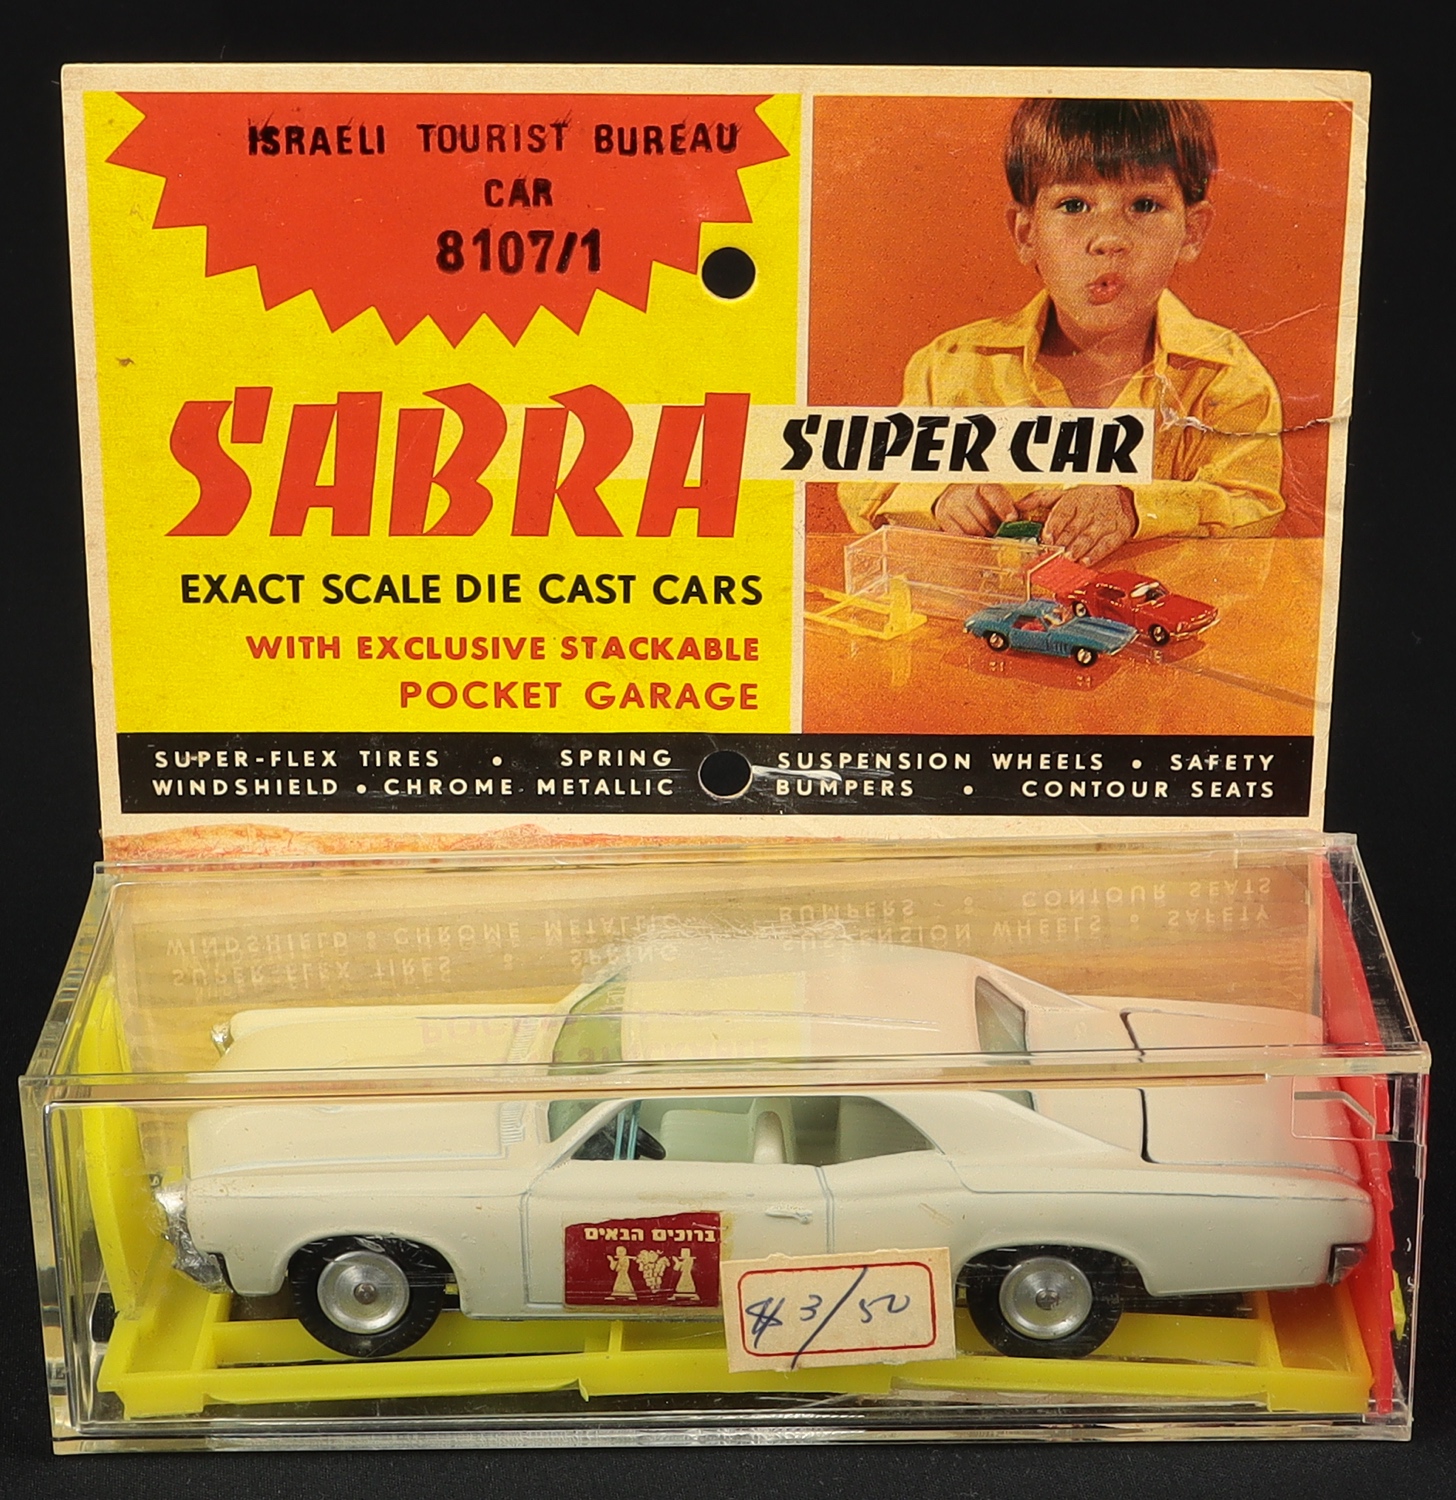 ISRAELI TOURIST BUREAU
CAR
8107/1
SABRA
SUPER CAR
EXACT SCALE DIE CAST CARS
WITH EXCLUSIVE STACKABLE
POCKET GARAGE
SUPER-FLEX TIRES • SPRING SUSPENSION WHEELS • SAFETY
WINDSHIELD • CHROME METALLIC BUMPERS • CONTOUR SEATS
ברוכים הבאים
$3/50